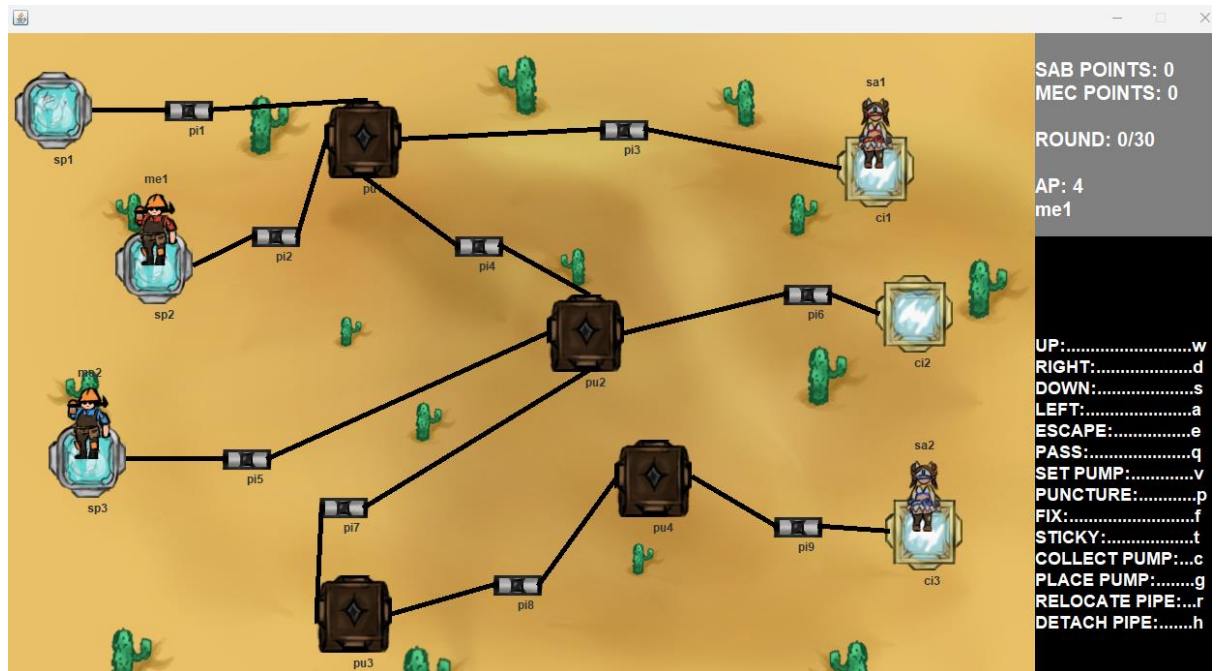 SAB POINTS: 0
MEC POINTS: 0
ROUND: 0/30
AP: 4
me1
sp1
pi1
pu1
pi3
sa1
ci1
me1
sp2
pi2
pi4
pi6
ci2
pu2
me2
sp3
pi5
pi7
pu4
sa2
pi9
ci3
pi8
pu3
UP:..........................w
RIGHT:....................d
DOWN:....................s
LEFT:......................a
ESCAPE:................e
PASS:......................q
SET PUMP:.............v
PUNCTURE:............p
FIX:..........................f
STICKY:...................t
COLLECT PUMP:...c
PLACE PUMP:........g
RELOCATE PIPE:...r
DETACH PIPE:.......h